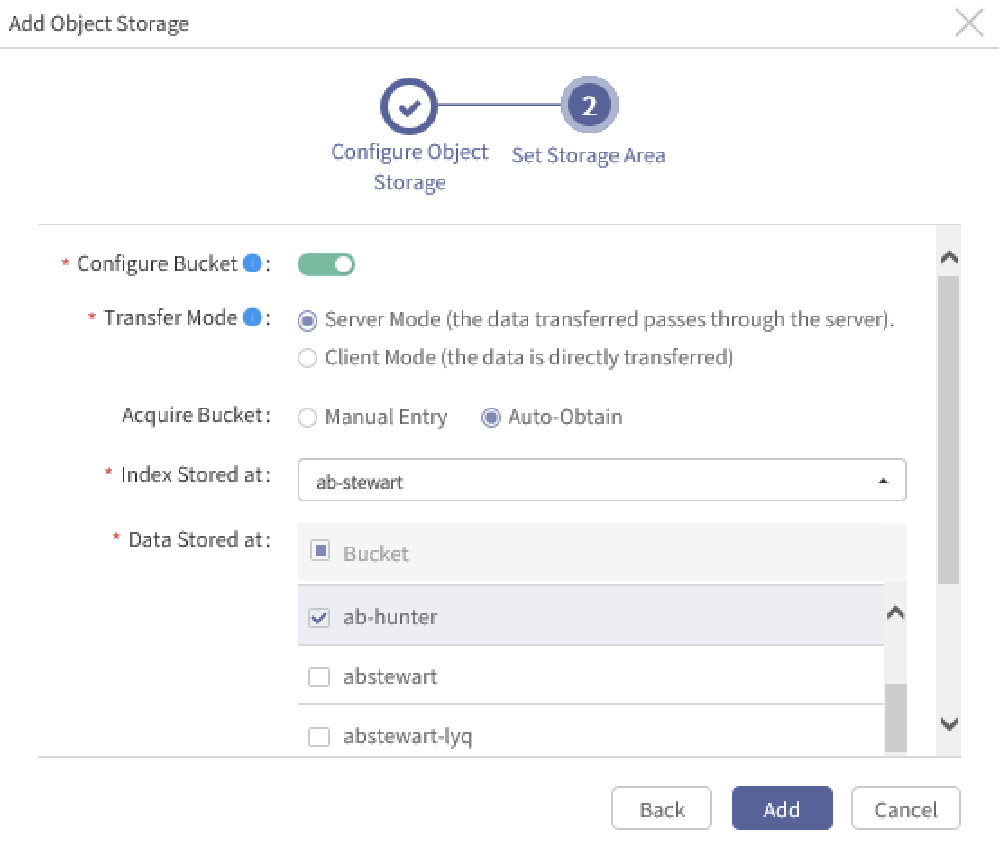 Add Object Storage
2
Configure Object
Storage
Set Storage Area
* Configure Bucket i :
* Transfer Mode i :
Server Mode (the data transferred passes through the server).
Client Mode (the data is directly transferred)
Acquire Bucket:
Manual Entry
Auto-Obtain
* Index Stored at:
ab-stewart
* Data Stored at:
Bucket
ab-hunter
abstewart
abstewart-lyq
Back
Add
Cancel